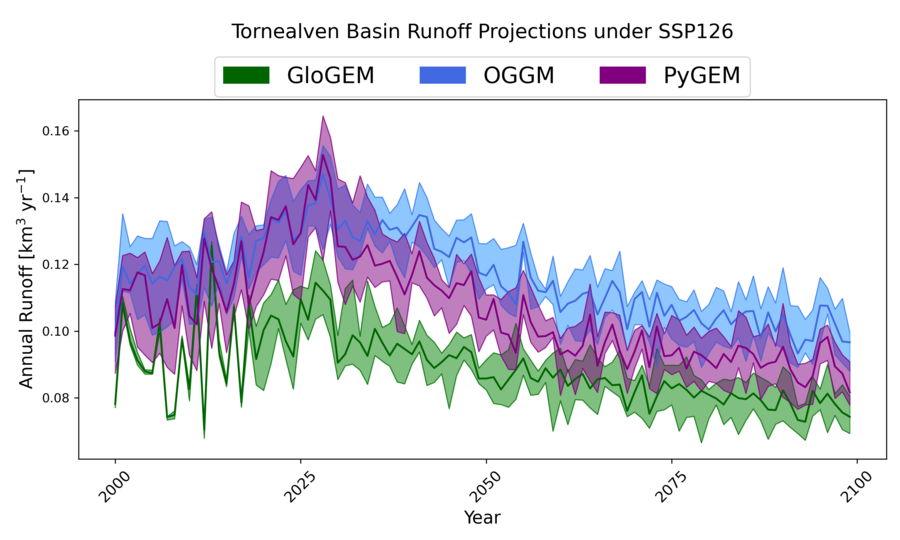 Tornealven Basin Runoff Projections under SSP126
GloGEM OGGM PyGEM
Annual Runoff [km³ yr⁻¹]
0.16
0.14
0.12
0.10
0.08
2000 2025 2050 2075 2100
Year